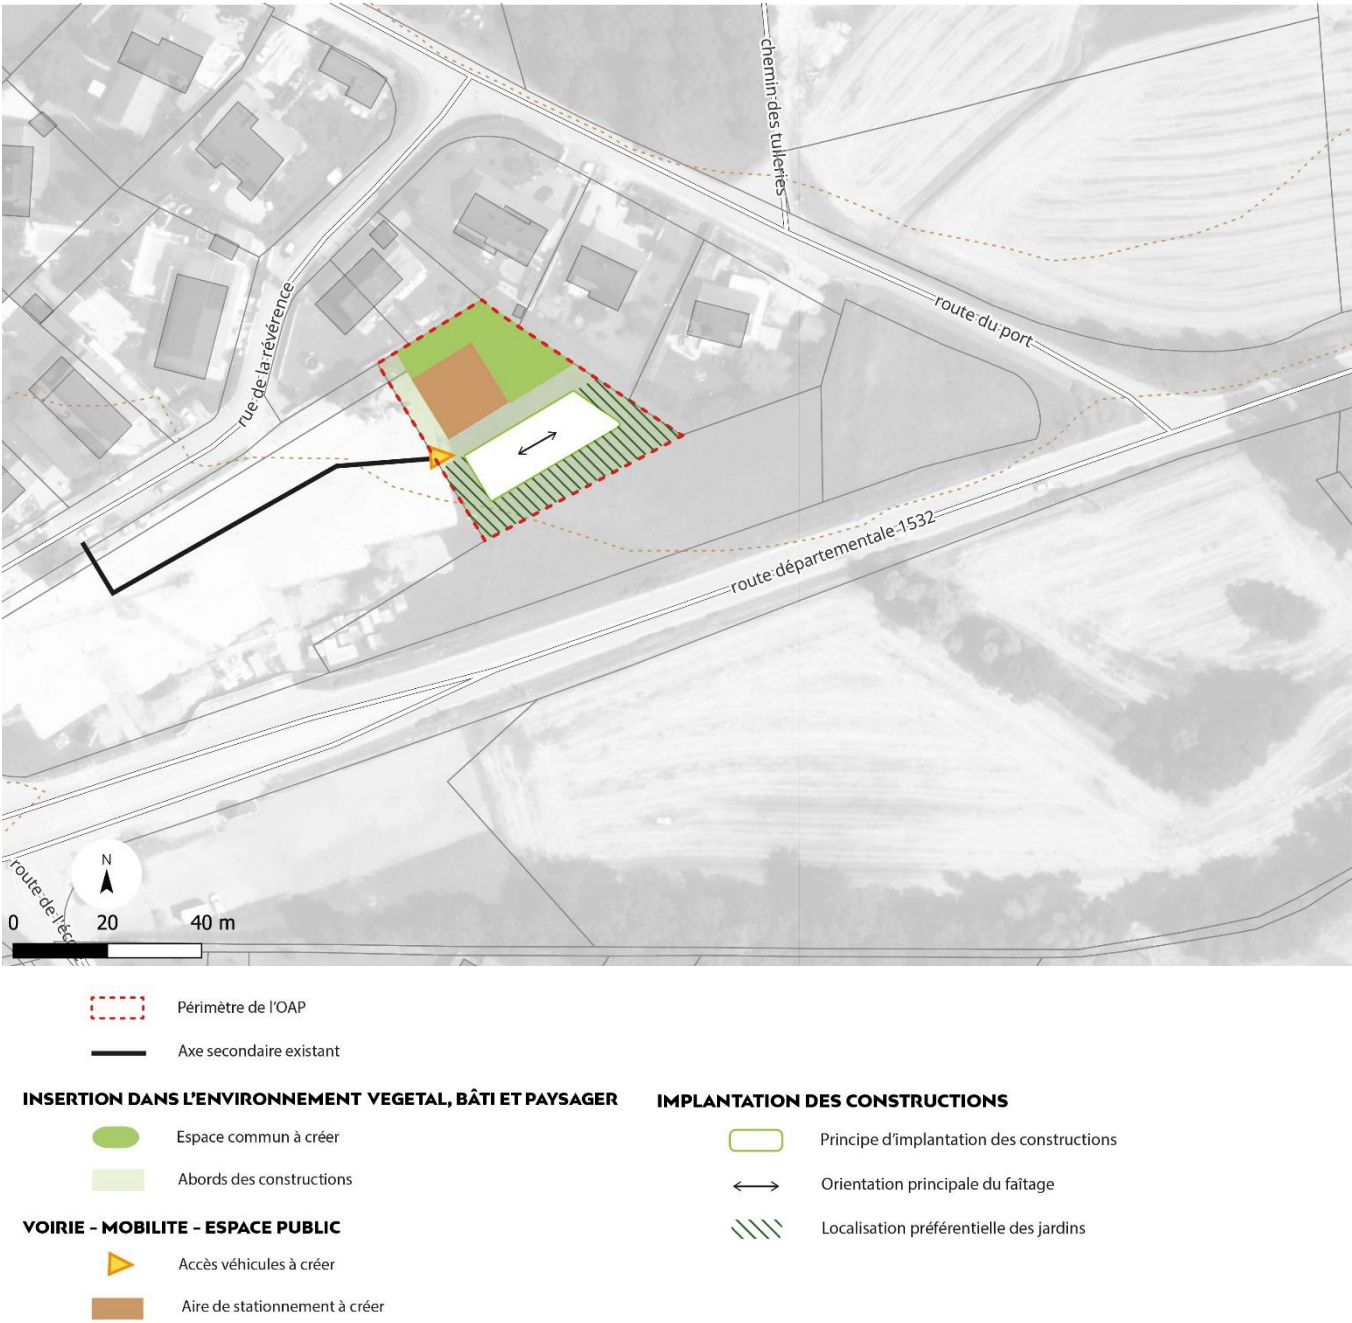 chemin des tuileries
rue de la révérence
route du port
route départementale 1532
N
route de l'éco
0 20 40 m
Périmètre de l'OAP
Axe secondaire existant
INSERTION DANS L'ENVIRONNEMENT VEGETAL, BÂTI ET PAYSAGER
Espace commun à créer
Abords des constructions
VOIRIE - MOBILITE - ESPACE PUBLIC
Accès véhicules à créer
Aire de stationnement à créer
IMPLANTATION DES CONSTRUCTIONS
Principe d'implantation des constructions
Orientation principale du faîtage
Localisation préférentielle des jardins